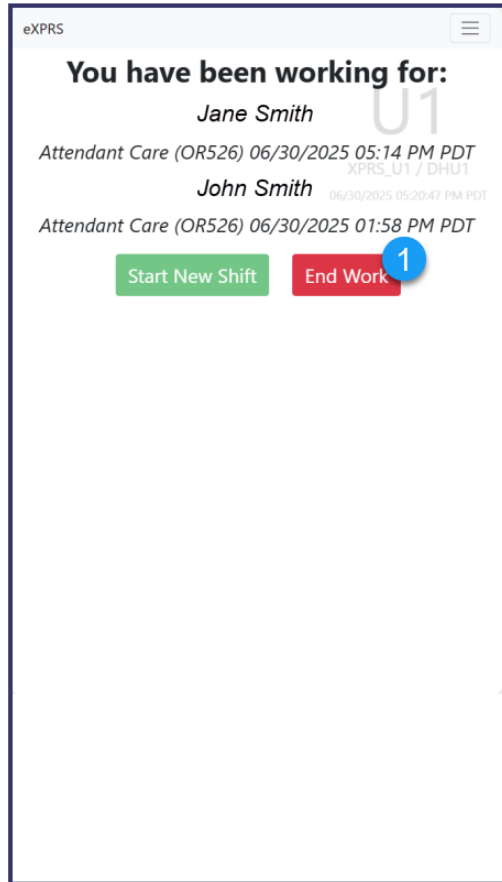 eXPRS
You have been working for:
U1
Jane Smith
Attendant Care (OR526) 06/30/2025 05:14 PM PDT
XPRS_U1 / DHU1
John Smith
06/30/2025 05:20:47 PM PDT
Attendant Care (OR526) 06/30/2025 01:58 PM PDT
Start New Shift
End Work
1